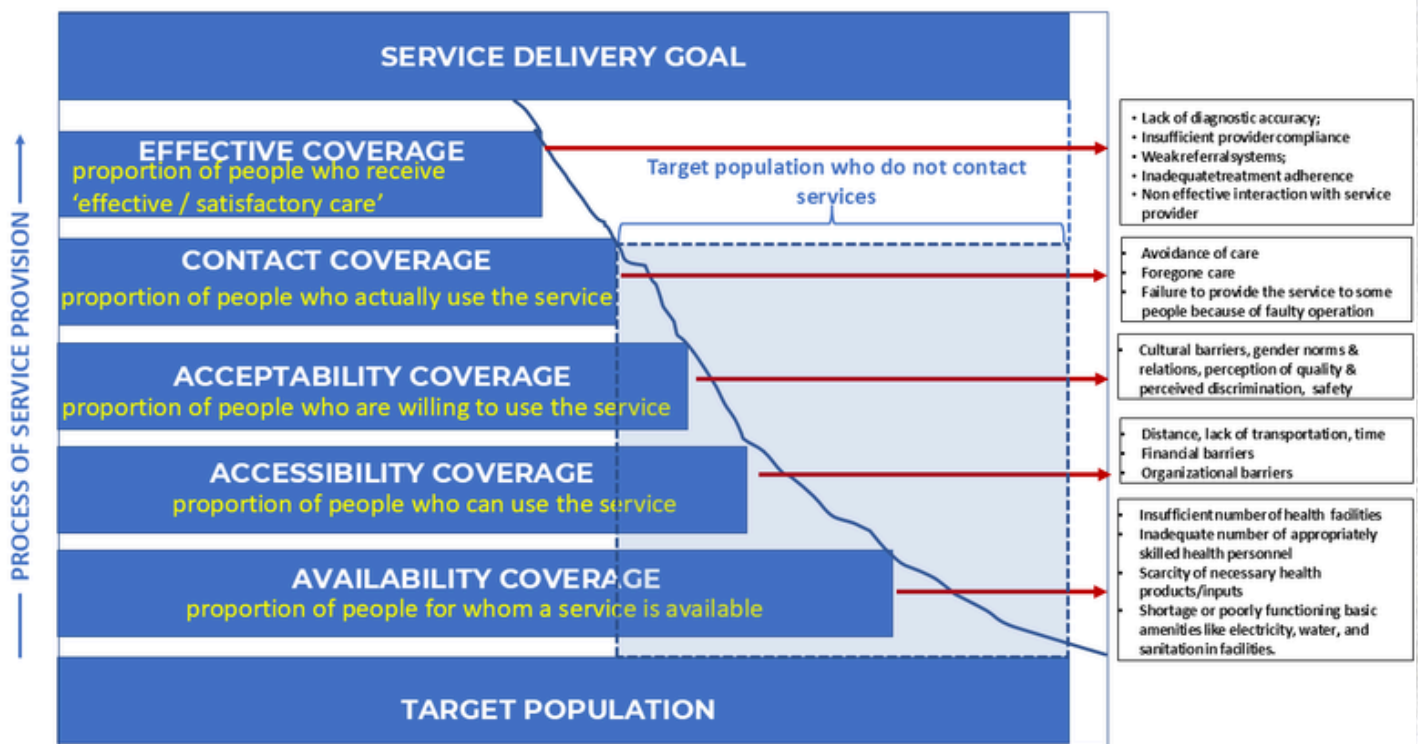 SERVICE DELIVERY GOAL
EFFECTIVE COVERAGE
proportion of people who receive
‘effective / satisfactory care’
Target population who do not contact
services
• Lack of diagnostic accuracy;
• Insufficient provider compliance
• Weak referral systems;
• Inadequate treatment adherence
• Non effective interaction with service
provider
CONTACT COVERAGE
proportion of people who actually use the service
• Avoidance of care
• Foregone care
• Failure to provide the service to some
people because of faulty operation
ACCEPTABILITY COVERAGE
proportion of people who are willing to use the service
• Cultural barriers, gender norms &
relations, perception of quality &
perceived discrimination, safety
ACCESSIBILITY COVERAGE
proportion of people who can use the service
• Distance, lack of transportation, time
• Financial barriers
• Organizational barriers
AVAILABILITY COVERAGE
proportion of people for whom a service is available
• Insufficient number of health facilities
• Inadequate number of appropriately
skilled health personnel
• Scarcity of necessary health
products/inputs
• Shortage or poorly functioning basic
amenities like electricity, water, and
sanitation in facilities.
TARGET POPULATION
PROCESS OF SERVICE PROVISION